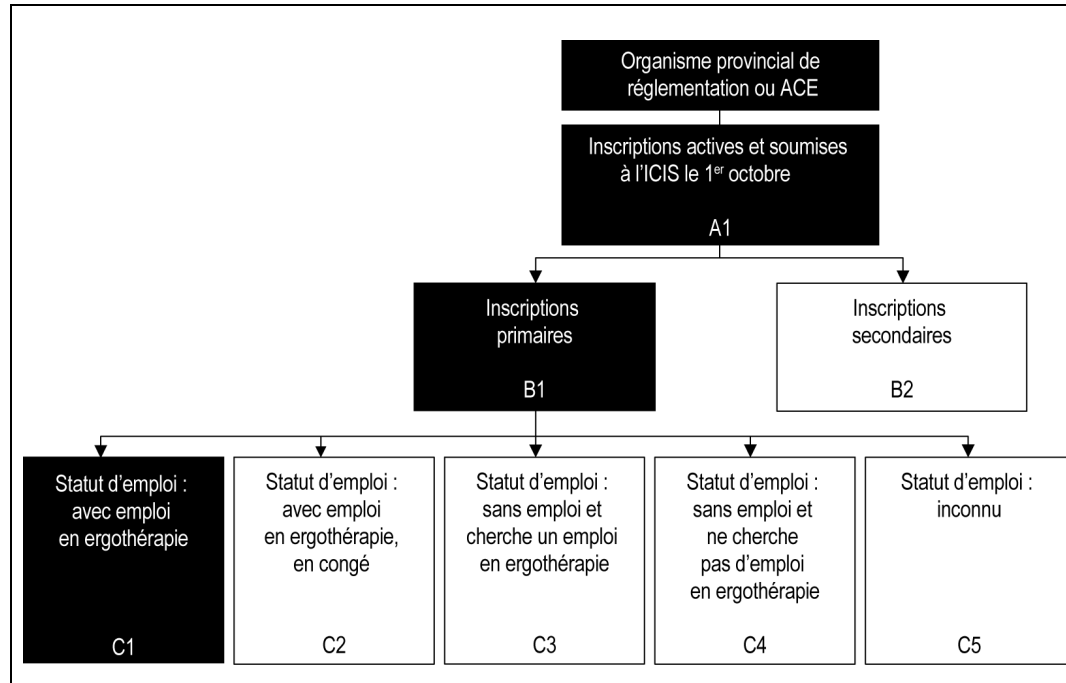 Organisme provincial de
réglementation ou ACE
Inscriptions actives et soumises
à l'ICIS le 1er octobre
A1
Inscriptions
primaires
B1
Inscriptions
secondaires
B2
Statut d'emploi :
avec emploi
en ergothérapie
C1
Statut d'emploi :
avec emploi
en ergothérapie,
en congé
C2
Statut d'emploi :
sans emploi et
cherche un emploi
en ergothérapie
C3
Statut d'emploi :
sans emploi et
ne cherche
pas d'emploi
en ergothérapie
C4
Statut d'emploi :
inconnu
C5